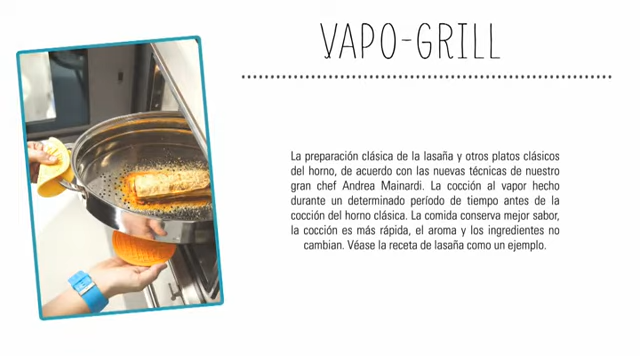 VAPO-GRILL
La preparación clásica de la lasaña y otros platos clásicos
del horno, de acuerdo con las nuevas técnicas de nuestro
gran chef Andrea Mainardi. La cocción al vapor hecho
durante un determinado período de tiempo antes de la
cocción del horno clásica. La comida conserva mejor sabor,
la cocción es más rápida, el aroma y los ingredientes no
cambian. Véase la receta de lasaña como un ejemplo.